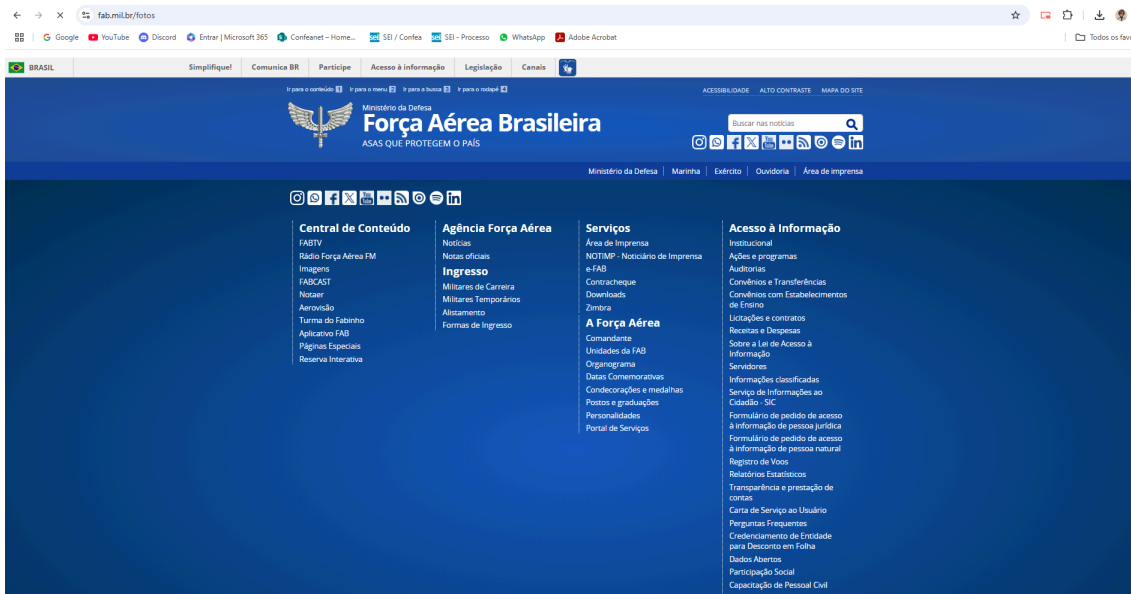 fab.mil.br/fotos
Google YouTube Discord Entrar | Microsoft 365 Confeanet – Home... SEI / Confea SEI - Processo WhatsApp Adobe Acrobat Todos os favo
BRASIL Simplifique! Comunica BR Participe Acesso à informação Legislação Canais
Ir para o conteúdo 1 Ir para o menu 2 Ir para a busca 3 Ir para o rodapé 4
ACESSIBILIDADE ALTO CONTRASTE MAPA DO SITE
Ministério da Defesa
Força Aérea Brasileira
ASAS QUE PROTEGEM O PAÍS
Buscar nas notícias
Ministério da Defesa Marinha Exército Ouvidoria Área de imprensa
Central de Conteúdo
FABTV
Rádio Força Aérea FM
Imagens
FABCAST
Notaer
Aerovisão
Turma do Fabinho
Aplicativo FAB
Páginas Especiais
Reserva Interativa
Agência Força Aérea
Notícias
Notas oficiais
Ingresso
Militares de Carreira
Militares Temporários
Alistamento
Formas de Ingresso
Serviços
Área de Imprensa
NOTIMP - Noticiário de Imprensa
e-FAB
Contracheque
Downloads
Zimbra
A Força Aérea
Comandante
Unidades da FAB
Organograma
Datas Comemorativas
Condecorações e medalhas
Postos e graduações
Personalidades
Portal de Serviços
Acesso à Informação
Institucional
Ações e programas
Auditorias
Convênios e Transferências
Convênios com Estabelecimentos
de Ensino
Licitações e contratos
Receitas e Despesas
Sobre a Lei de Acesso à
Informação
Servidores
Informações classificadas
Serviço de Informações ao
Cidadão - SIC
Formulário de pedido de acesso
à informação de pessoa jurídica
Formulário de pedido de acesso
à informação de pessoa natural
Registro de Voos
Relatórios Estatísticos
Transparência e prestação de
contas
Carta de Serviço ao Usuário
Perguntas Frequentes
Credenciamento de Entidade
para Desconto em Folha
Dados Abertos
Participação Social
Capacitação de Pessoal Civil